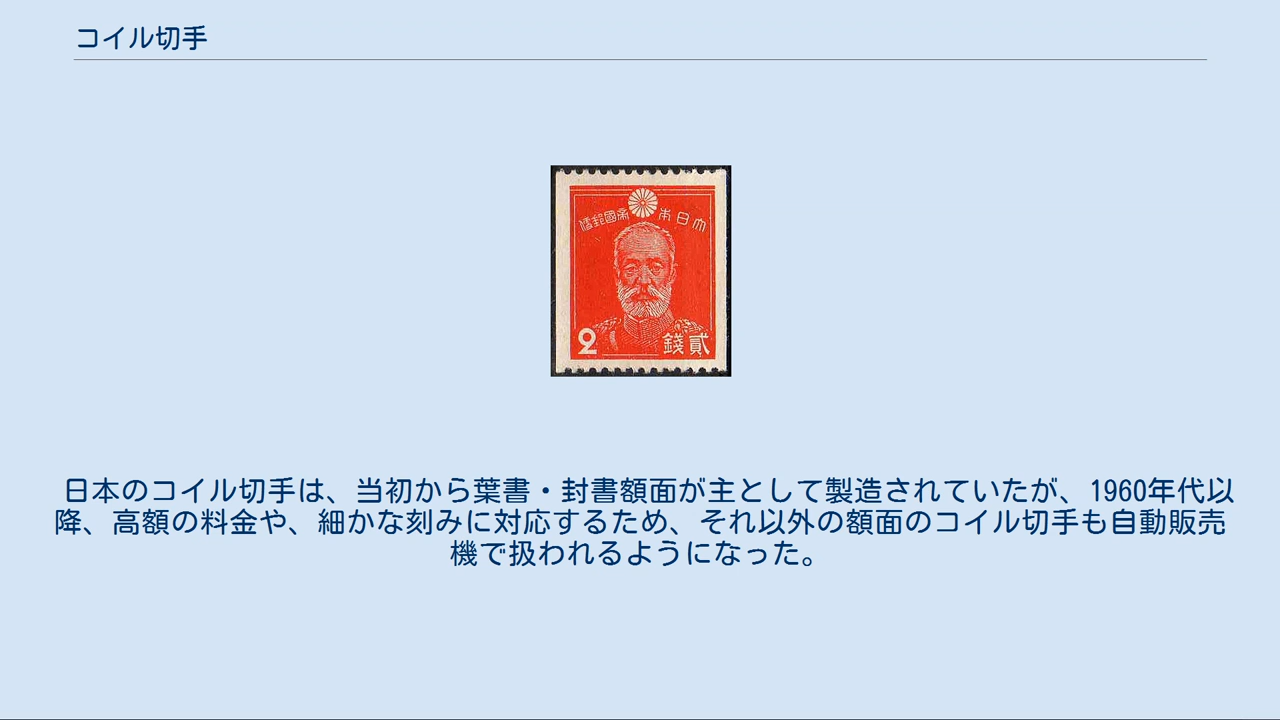 コイル切手
大日本帝國郵便
2 錢貳
日本のコイル切手は、当初から葉書・封書額面が主として製造されていたが、1960年代以
降、高額の料金や、細かな刻みに対応するため、それ以外の額面のコイル切手も自動販売
機で扱われるようになった。